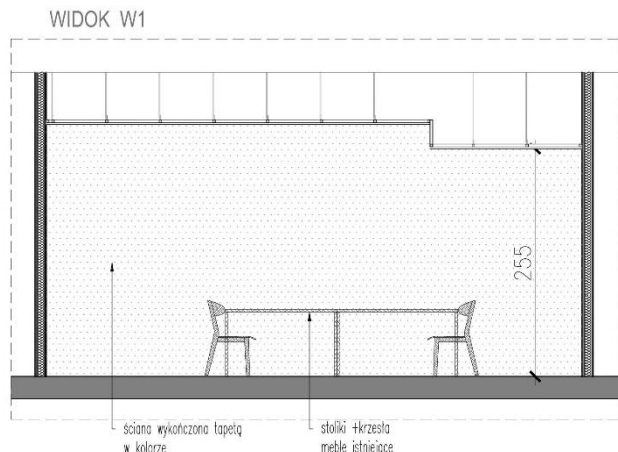 WIDOK W1
255
ściana wykończona tapetą
w kolorze
stoliki +krzesła
meble istniejące